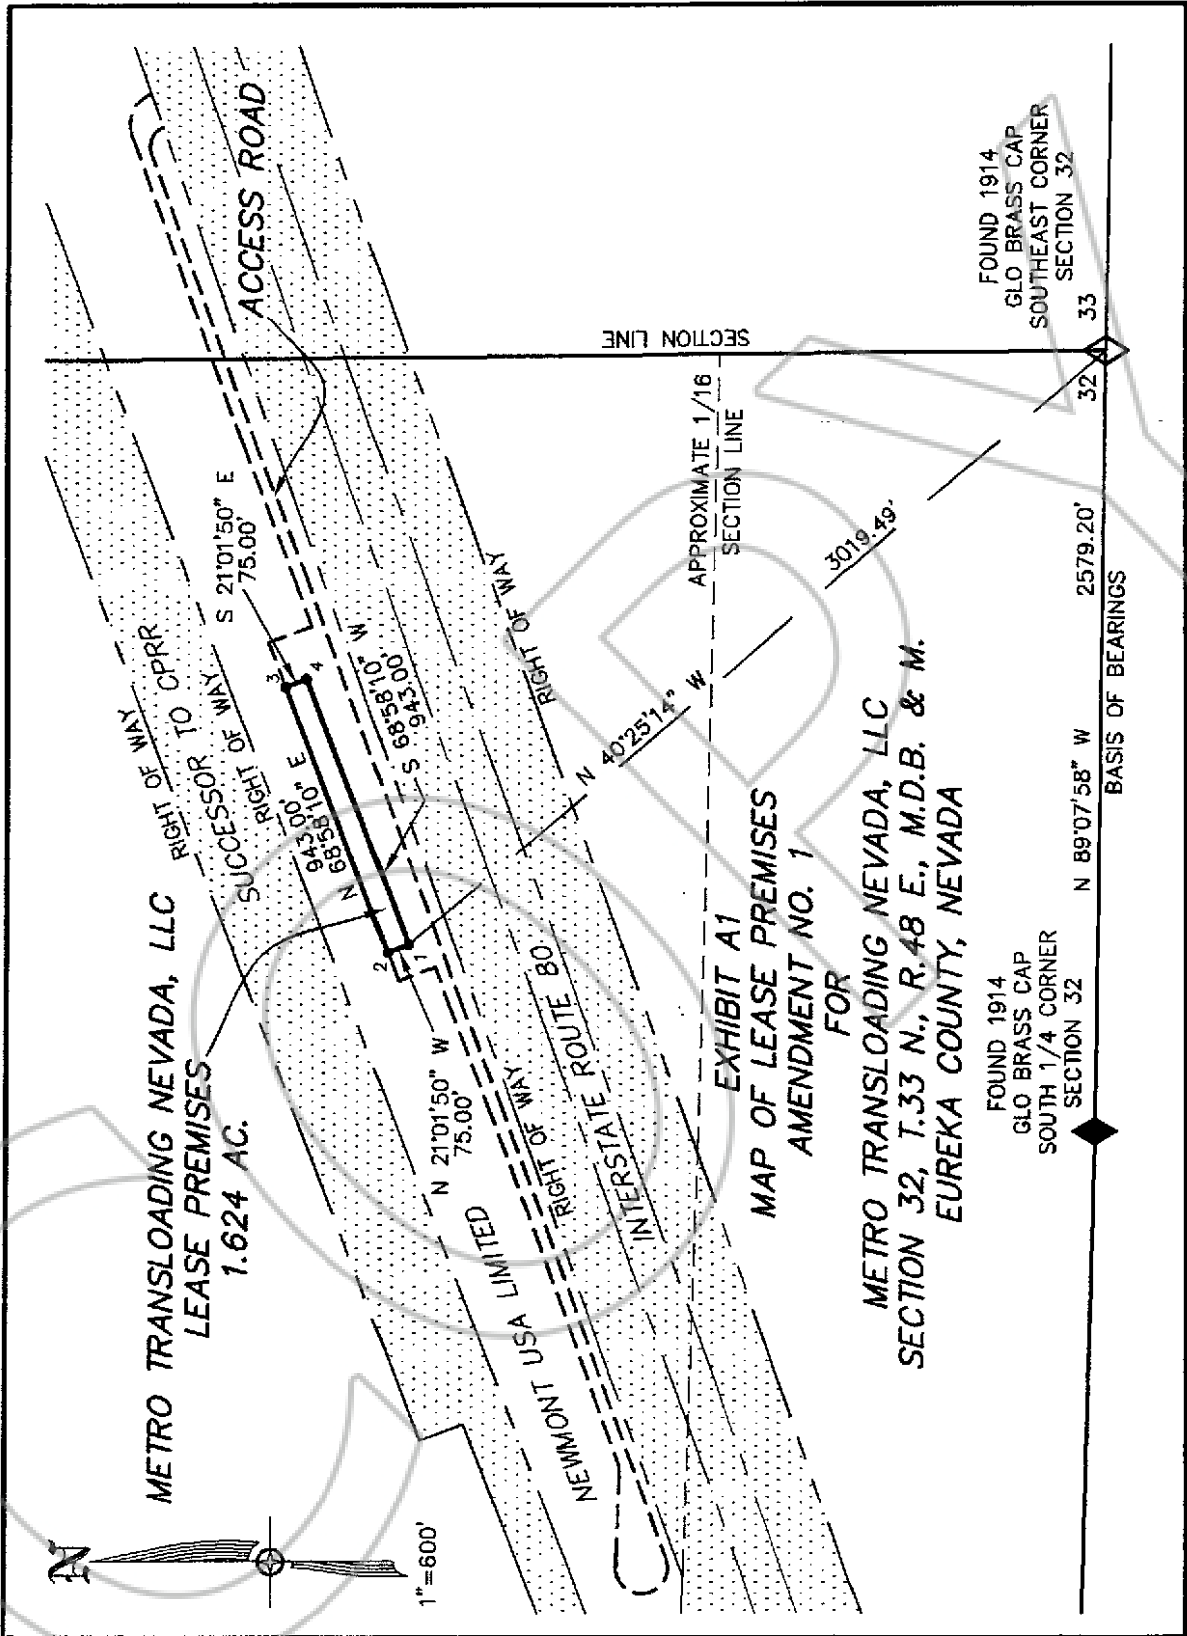 N
1"=600'
METRO TRANSLOADING NEVADA, LLC
LEASE PREMISES
1.624 AC.
RIGHT OF WAY
SUCCESSOR TO CPRR
RIGHT OF WAY
S 21°01'50" E
75.00'
ACCESS ROAD
943.00'
N 68°58'10" E
2
3
1
4
S 68°58'10" W
943.00'
N 21°01'50" W
75.00'
NEWMONT USA LIMITED
RIGHT OF WAY
INTERSTATE ROUTE 80
RIGHT OF WAY
SECTION LINE
APPROXIMATE 1/16
SECTION LINE
N 40°25'14" W
3019.49'
EXHIBIT A1
MAP OF LEASE PREMISES
AMENDMENT NO. 1
FOR
METRO TRANSLOADING NEVADA, LLC
SECTION 32, T.33 N., R.48 E., M.D.B. & M.
EUREKA COUNTY, NEVADA
FOUND 1914
GLO BRASS CAP
SOUTH 1/4 CORNER
SECTION 32
FOUND 1914
GLO BRASS CAP
SOUTHEAST CORNER
SECTION 32
32
33
N 89°07'58" W
2579.20'
BASIS OF BEARINGS
COPY